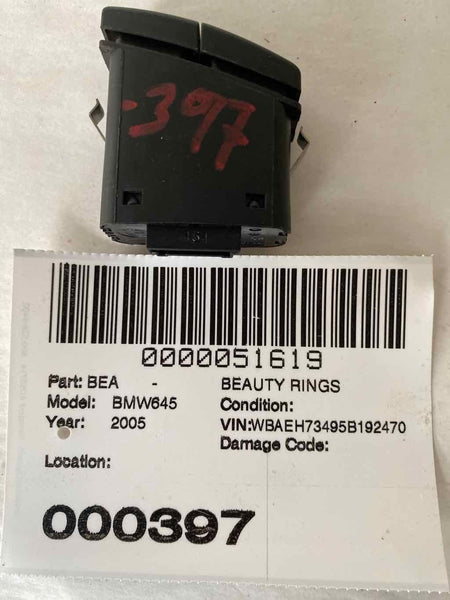 -397
0000051619
Part: BEA - BEAUTY RINGS
Model: BMW645 Condition:
Year: 2005 VIN:WBAEH73495B192470
Damage Code:
Location:
000397